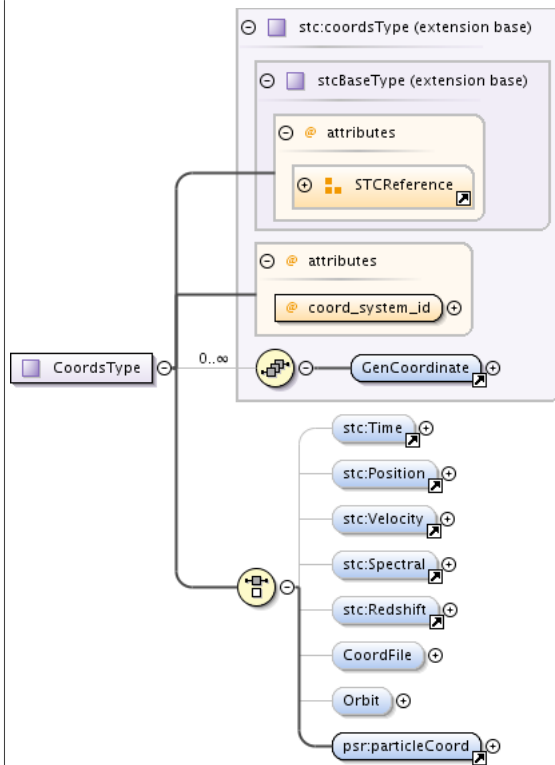 stc:coordsType (extension base)
stcBaseType (extension base)
@ attributes
STCReference
@ attributes
@ coord_system_id
CoordsType
0..∞
GenCoordinate
stc:Time
stc:Position
stc:Velocity
stc:Spectral
stc:Redshift
CoordFile
Orbit
psr:particleCoord